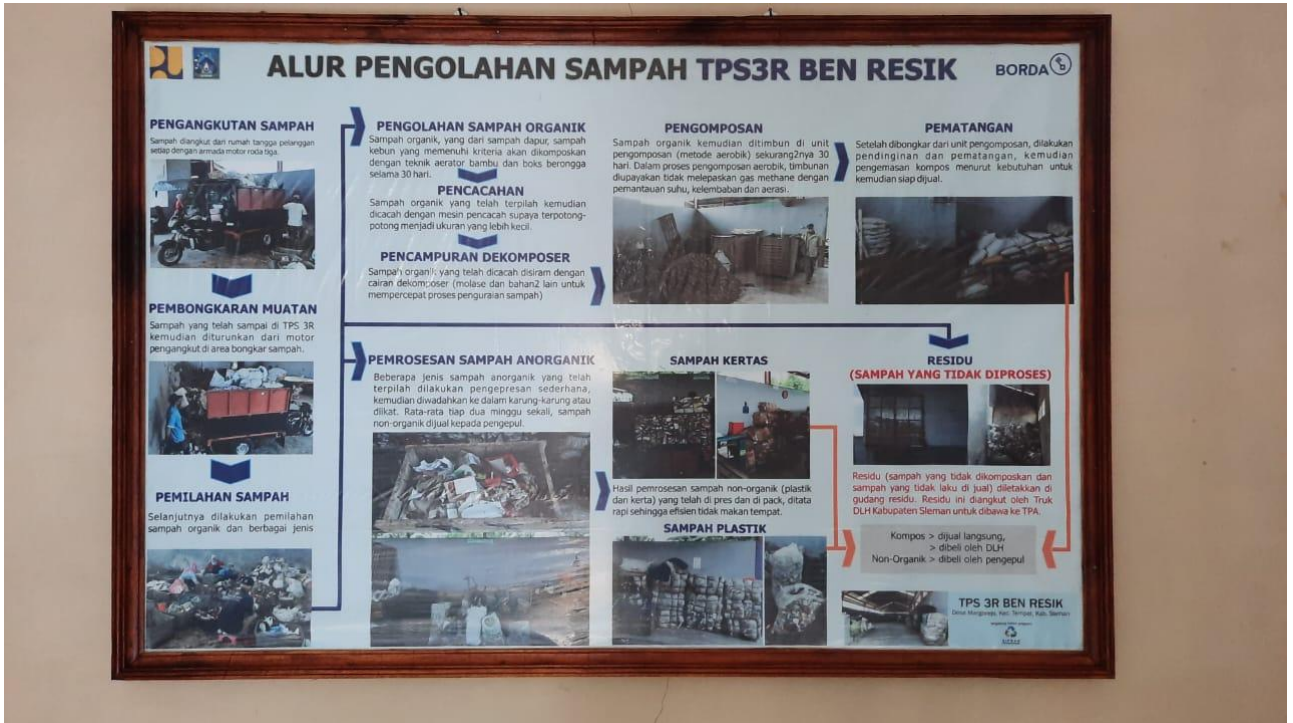 ALUR PENGOLAHAN SAMPAH TPS3R BEN RESIK
BORDA
PENGANGKUTAN SAMPAH
Sampah diangkut dari rumah tangga pelanggan
setiap dengan armada motor roda tiga.
PEMBONGKARAN MUATAN
Sampah yang telah sampai di TPS 3R
kemudian diturunkan dari motor
pengangkut di area bongkar sampah.
PEMILAHAN SAMPAH
Selanjutnya dilakukan pemilahan
sampah organik dan berbagai jenis
PENGOLAHAN SAMPAH ORGANIK
Sampah organik, yang dari sampah dapur, sampah
kebun yang memenuhi kriteria akan dikomposkan
dengan teknik aerator bambu dan boks berongga
selama 30 hari.
PENCACAHAN
Sampah organik yang telah terpilah kemudian
dicacah dengan mesin pencacah supaya terpotong-
potong menjadi ukuran yang lebih kecil.
PENCAMPURAN DEKOMPOSER
Sampah organik yang telah dicacah disiram dengan
cairan dekomposer (molase dan bahan2 lain untuk
mempercepat proses penguraian sampah)
PENGOMPOSAN
Sampah organik kemudian ditimbun di unit
pengomposan (metode aerobik) sekurang2nya 30
hari. Dalam proses pengomposan aerobik, timbunan
diupayakan tidak melepaskan gas methane dengan
pemantauan suhu, kelembaban dan aerasi.
PEMATANGAN
Setelah dibongkar dari unit pengomposan, dilakukan
pendinginan dan pematangan, kemudian
pengemasan kompos menurut kebutuhan untuk
kemudian siap dijual.
PEMROSESAN SAMPAH ANORGANIK
Beberapa jenis sampah anorganik yang telah
terpilah dilakukan pengepresan sederhana,
kemudian diwadahkan ke dalam karung-karung atau
diikat. Rata-rata tiap dua minggu sekali, sampah
non-organik dijual kepada pengepul.
SAMPAH KERTAS
Hasil pemrosesan sampah non-organik (plastik
dan kerta) yang telah di pres dan di pack, ditata
rapi sehingga efisien tidak makan tempat.
SAMPAH PLASTIK
RESIDU
(SAMPAH YANG TIDAK DIPROSES)
Residu (sampah yang tidak dikomposkan dan
sampah yang tidak laku di jual) diletakkan di
gudang residu. Residu ini diangkut oleh Truk
DLH Kabupaten Sleman untuk dibawa ke TPA.
Kompos > dijual langsung,
> dibeli oleh DLH
Non-Organik > dibeli oleh pengepul
TPS 3R BEN RESIK
Desa Margorejo, Kec. Tempel, Kab. Sleman